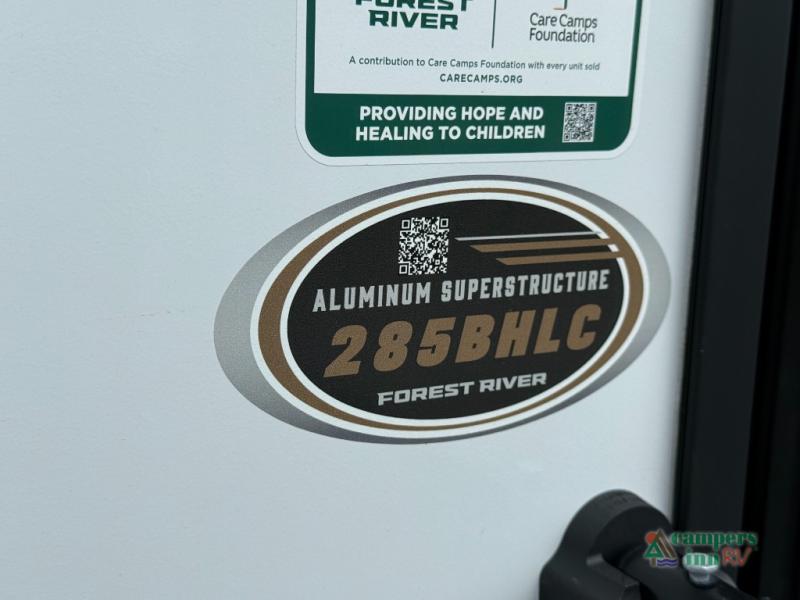 FOREST
RIVER
Care Camps
Foundation
A contribution to Care Camps Foundation with every unit sold
CARECAMPS.ORG
PROVIDING HOPE AND
HEALING TO CHILDREN
ALUMINUM SUPERSTRUCTURE
285BHLC
FOREST RIVER
campers
inn RV